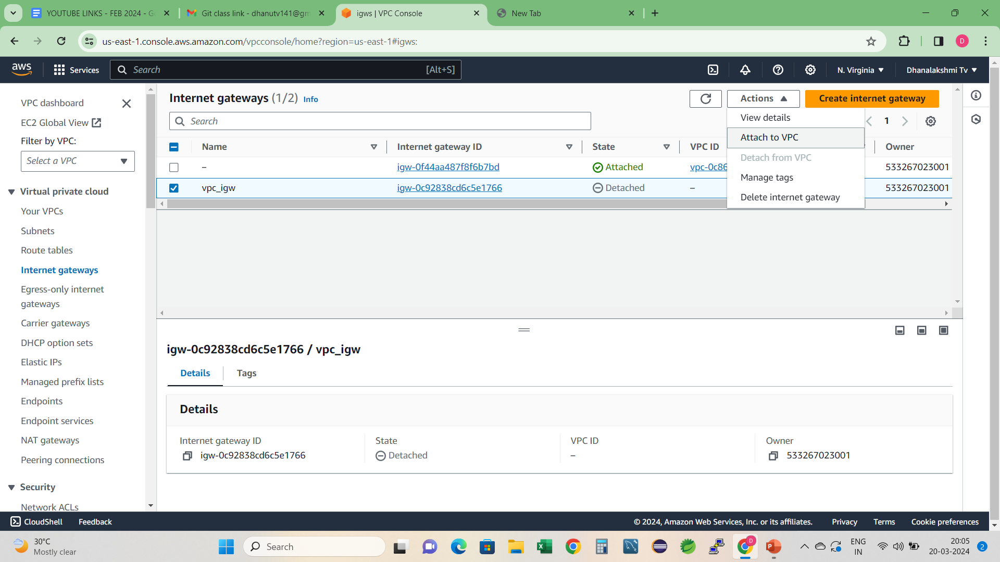 YOUTUBE LINKS - FEB 2024 - G
Git class link - dhanutv141@gm
igws | VPC Console
New Tab
us-east-1.console.aws.amazon.com/vpcconsole/home?region=us-east-1#igws:
D
aws
Services
Search
[Alt+S]
N. Virginia
Dhanalakshmi Tv
VPC dashboard
EC2 Global View
Filter by VPC:
Select a VPC
Virtual private cloud
Your VPCs
Subnets
Route tables
Internet gateways
Egress-only internet
gateways
Carrier gateways
DHCP option sets
Elastic IPs
Managed prefix lists
Endpoints
Endpoint services
NAT gateways
Peering connections
Security
Network ACLs
Internet gateways (1/2) Info
Actions
Create internet gateway
Search
1
View details
Attach to VPC
Detach from VPC
Manage tags
Delete internet gateway
Name Internet gateway ID State VPC ID Owner
– igw-0f44aa487f8f6b7bd Attached vpc-0c86 533267023001
vpc_igw igw-0c92838cd6c5e1766 Detached – 533267023001
igw-0c92838cd6c5e1766 / vpc_igw
Details Tags
Details
Internet gateway ID State VPC ID Owner
igw-0c92838cd6c5e1766 Detached – 533267023001
CloudShell Feedback
© 2024, Amazon Web Services, Inc. or its affiliates. Privacy Terms Cookie preferences
30°C
Mostly clear
Search
D
ENG
IN
20:05
20-03-2024
2